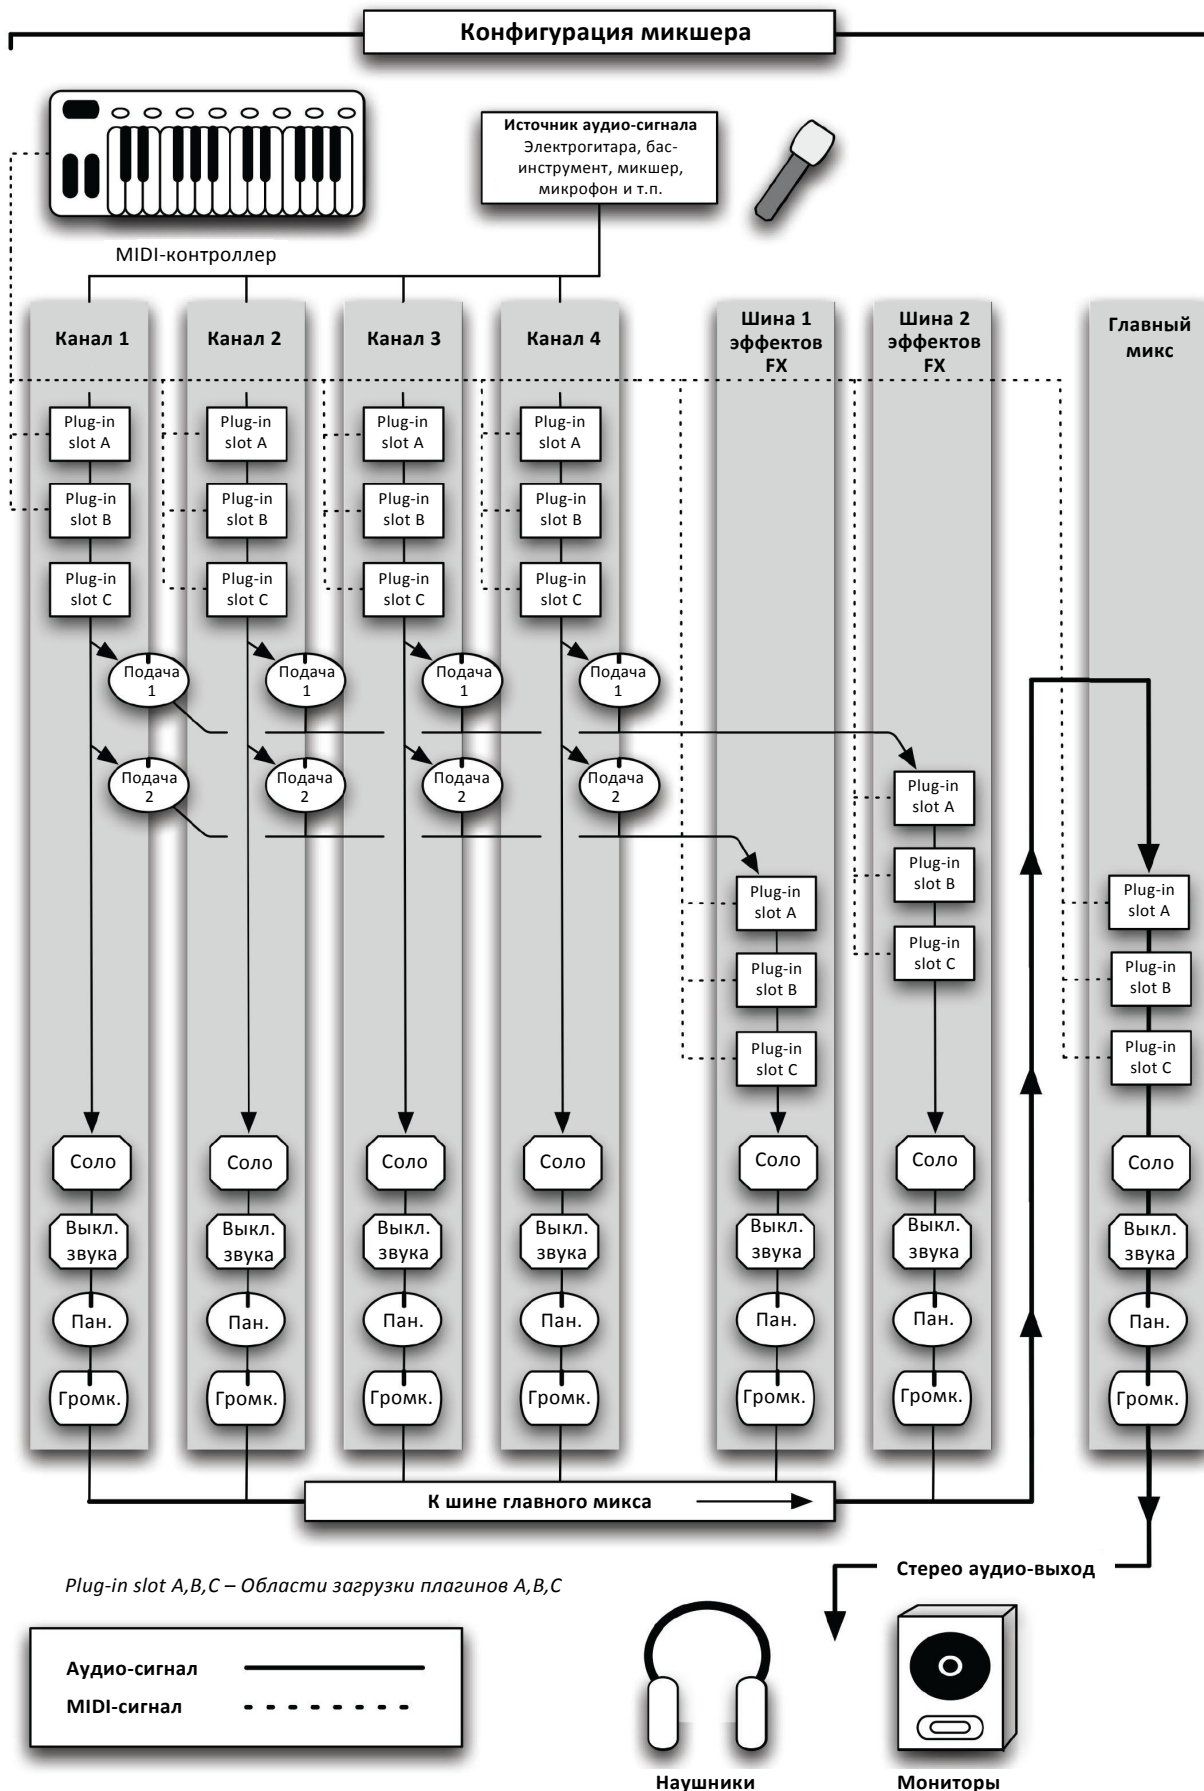 Конфигурация микшера
Источник аудио-сигнала
Электрогитара, бас-
инструмент, микшер,
микрофон и т.п.
MIDI-контроллер
Канал 1
Канал 2
Канал 3
Канал 4
Шина 1
эффектов
FX
Шина 2
эффектов
FX
Главный
микс
Plug-in
slot A
Plug-in
slot A
Plug-in
slot A
Plug-in
slot A
Plug-in
slot B
Plug-in
slot B
Plug-in
slot B
Plug-in
slot B
Plug-in
slot C
Plug-in
slot C
Plug-in
slot C
Plug-in
slot C
Подача
1
Подача
1
Подача
1
Подача
1
Подача
2
Подача
2
Подача
2
Подача
2
Plug-in
slot A
Plug-in
slot B
Plug-in
slot C
Plug-in
slot A
Plug-in
slot B
Plug-in
slot C
Plug-in
slot A
Plug-in
slot B
Plug-in
slot C
Соло
Соло
Соло
Соло
Соло
Соло
Соло
Выкл.
звука
Выкл.
звука
Выкл.
звука
Выкл.
звука
Выкл.
звука
Выкл.
звука
Выкл.
звука
Пан.
Пан.
Пан.
Пан.
Пан.
Пан.
Пан.
Громк.
Громк.
Громк.
Громк.
Громк.
Громк.
Громк.
К шине главного микса
Стерео аудио-выход
Plug-in slot A,B,C – Области загрузки плагинов A,B,C
Аудио-сигнал
MIDI-сигнал
Наушники
Мониторы